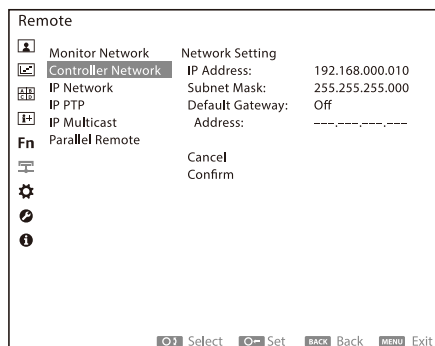 Remote
Monitor Network
Controller Network
IP Network
IP PTP
IP Multicast
Parallel Remote
Fn
Network Setting
IP Address: 192.168.000.010
Subnet Mask: 255.255.255.000
Default Gateway: Off
Address: ---.---.---.---
Cancel
Confirm
Select Set BACK Back MENU Exit